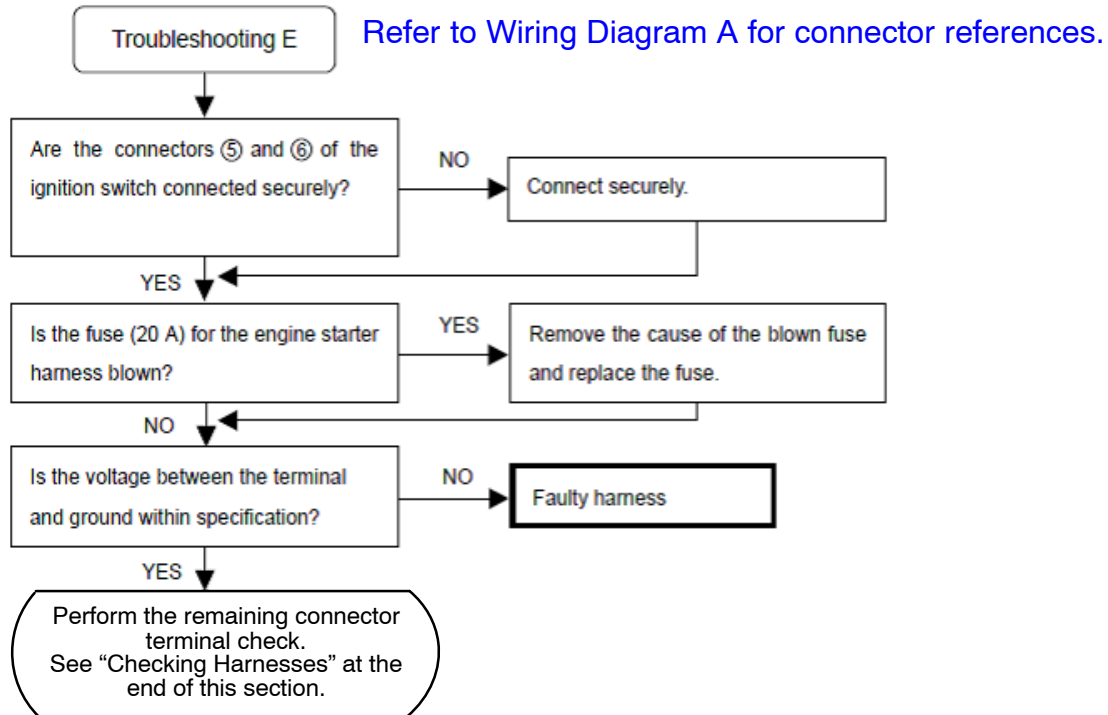 Troubleshooting E
Refer to Wiring Diagram A for connector references.
Are the connectors ⑤ and ⑥ of the
ignition switch connected securely?
NO
Connect securely.
YES
Is the fuse (20 A) for the engine starter
harness blown?
YES
Remove the cause of the blown fuse
and replace the fuse.
NO
Is the voltage between the terminal
and ground within specification?
NO
Faulty harness
YES
Perform the remaining connector
terminal check.
See “Checking Harnesses” at the
end of this section.